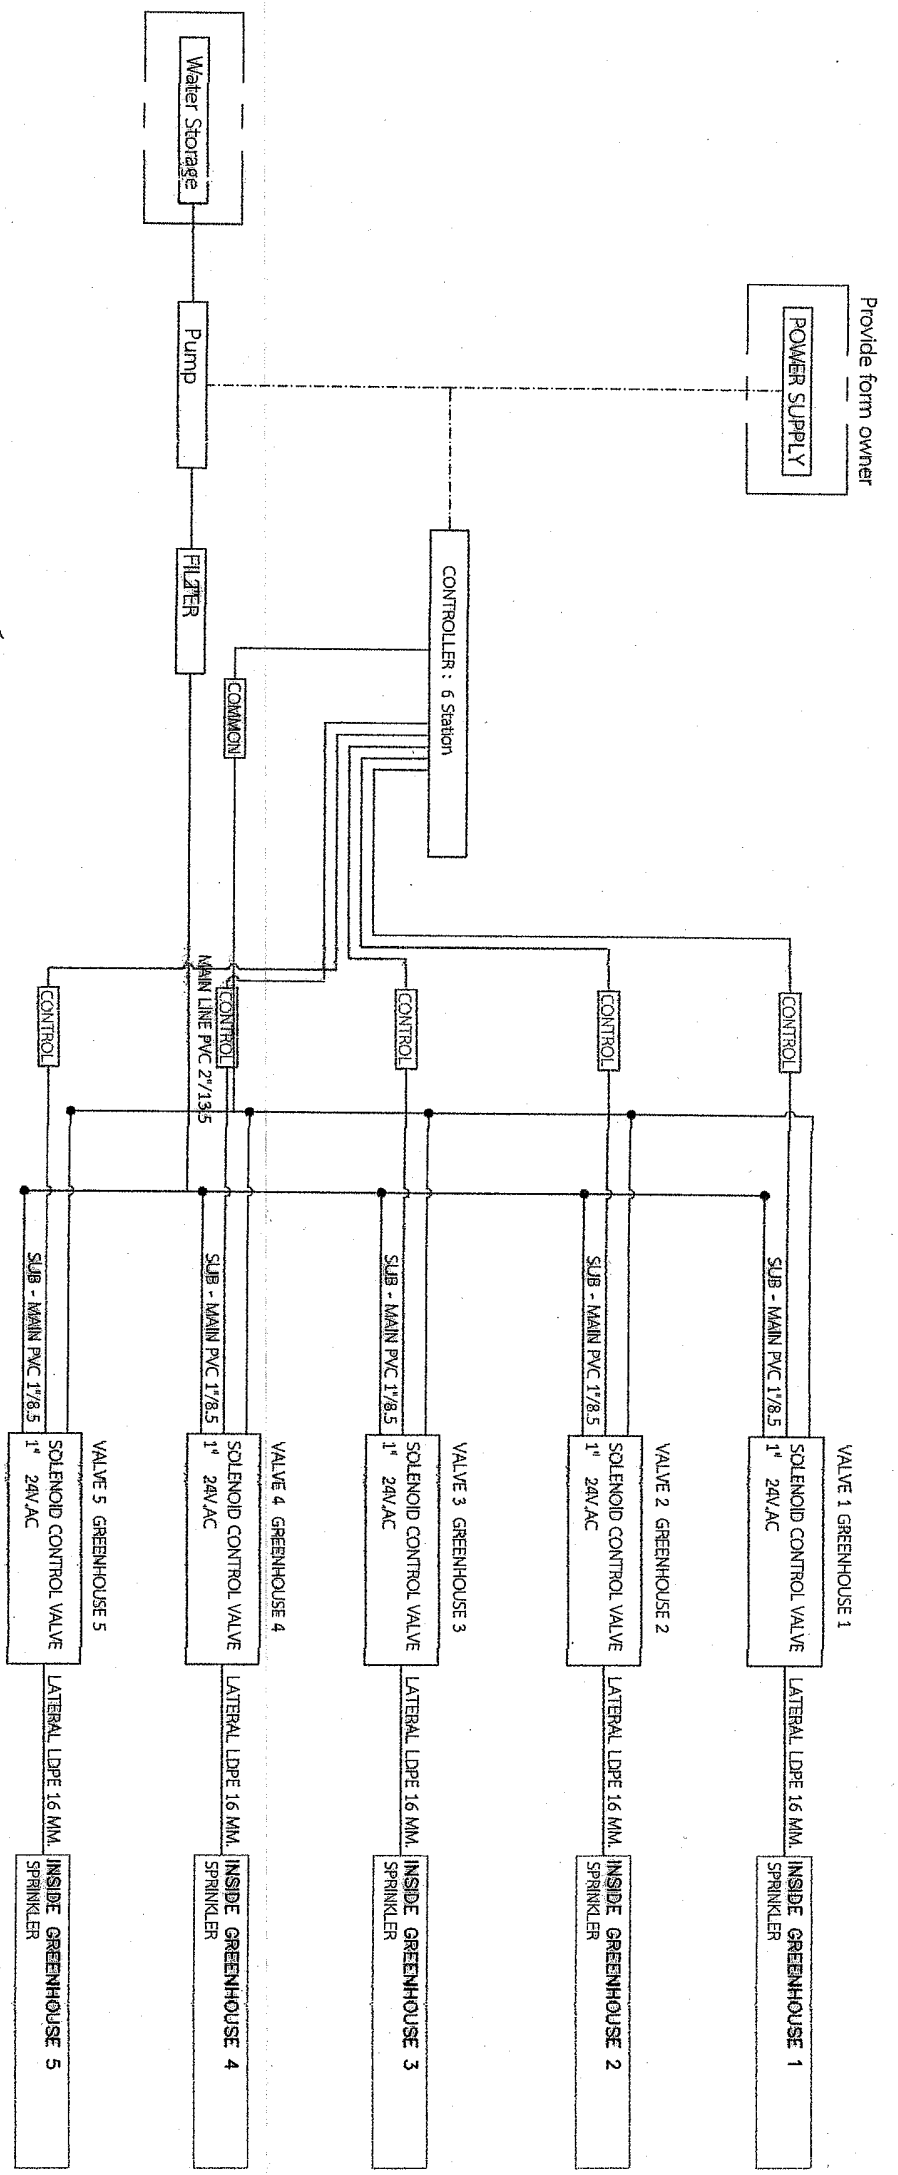 Provide form owner
POWER SUPPLY
Water Storage
Pump
FILTER
2"
CONTROLLER : 6 Station
COMMON
MAIN LINE PVC 2"/13.5
CONTROL
CONTROL
CONTROL
CONTROL
CONTROL
VALVE 1 GREENHOUSE 1
SUB - MAIN PVC 1"/8.5
SOLENOID CONTROL VALVE
1" 24V.AC
LATERAL LDPE 16 MM.
INSIDE GREENHOUSE 1
SPRINKLER
VALVE 2 GREENHOUSE 2
SUB - MAIN PVC 1"/8.5
SOLENOID CONTROL VALVE
1" 24V.AC
LATERAL LDPE 16 MM.
INSIDE GREENHOUSE 2
SPRINKLER
VALVE 3 GREENHOUSE 3
SUB - MAIN PVC 1"/8.5
SOLENOID CONTROL VALVE
1" 24V.AC
LATERAL LDPE 16 MM.
INSIDE GREENHOUSE 3
SPRINKLER
VALVE 4 GREENHOUSE 4
SUB - MAIN PVC 1"/8.5
SOLENOID CONTROL VALVE
1" 24V.AC
LATERAL LDPE 16 MM.
INSIDE GREENHOUSE 4
SPRINKLER
VALVE 5 GREENHOUSE 5
SUB - MAIN PVC 1"/8.5
SOLENOID CONTROL VALVE
1" 24V.AC
LATERAL LDPE 16 MM.
INSIDE GREENHOUSE 5
SPRINKLER